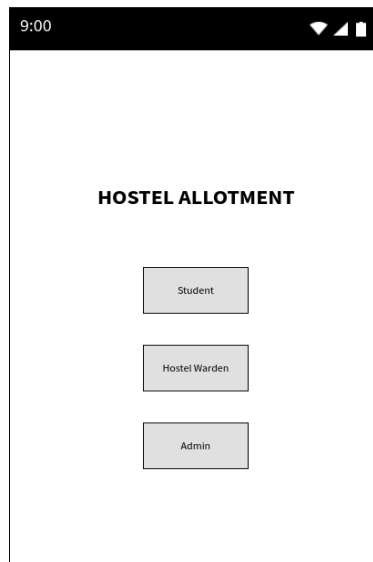 9:00
HOSTEL ALLOTMENT
Student
Hostel Warden
Admin